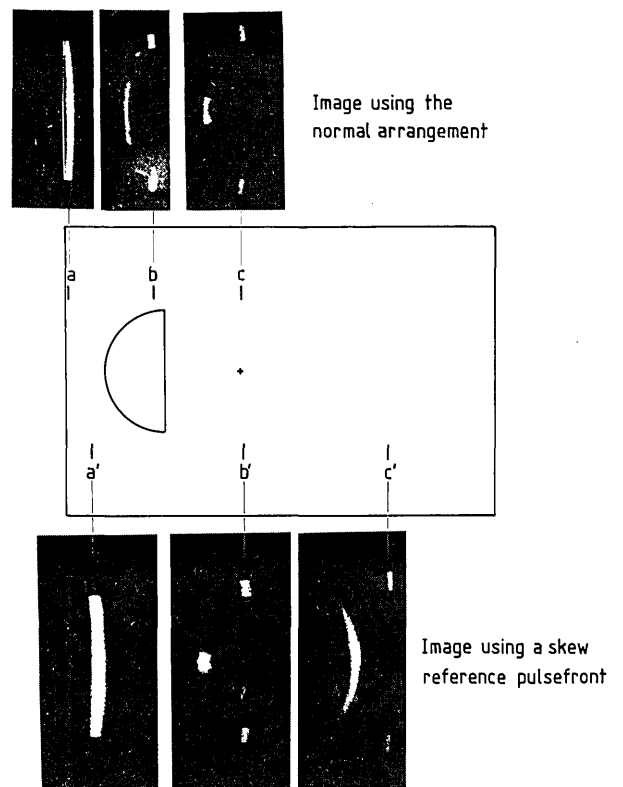 Image using the
normal arrangement
a
b
c
a'
b'
c'
Image using a skew
reference pulsefront